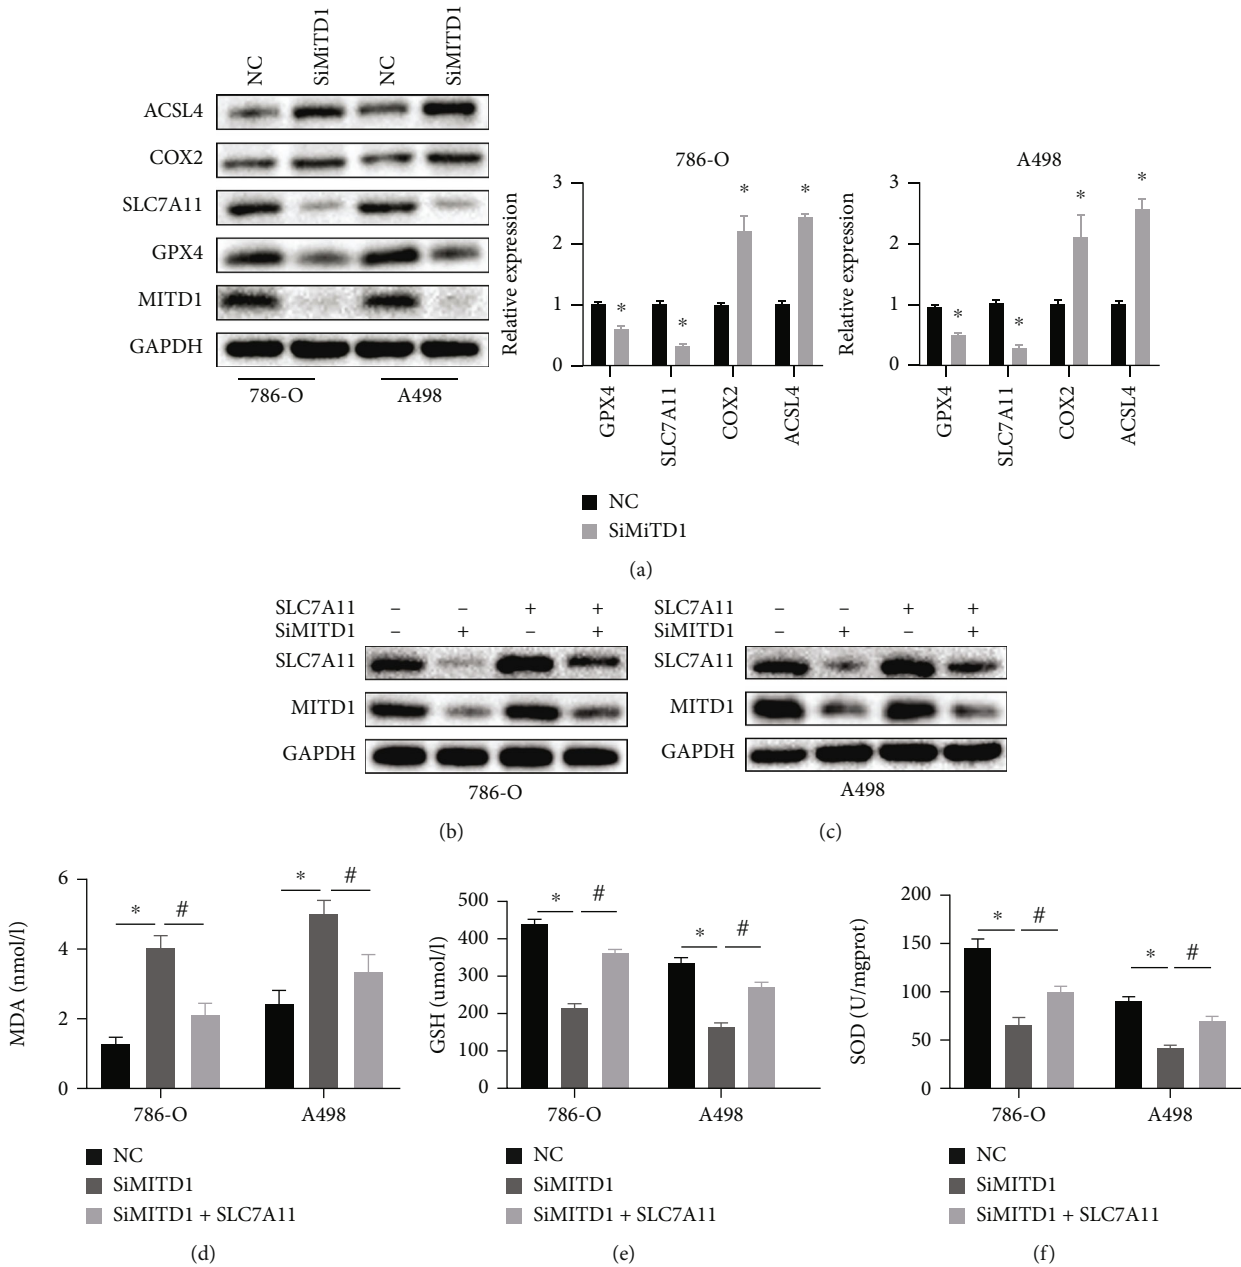 NC
SiMiTD1
NC
SiMITD1
ACSL4
COX2
SLC7A11
GPX4
MITD1
GAPDH
786-O
A498
786-O
Relative expression
3
2
1
0
*
*
*
*
GPX4
SLC7A11
COX2
ACSL4
A498
Relative expression
3
2
1
0
*
*
*
*
GPX4
SLC7A11
COX2
ACSL4
NC
SiMiTD1
(a)
SLC7A11 – – + +
SiMITD1 – + – +
SLC7A11
MITD1
GAPDH
786-O
(b)
SLC7A11 – – + +
SiMITD1 – + – +
SLC7A11
MITD1
GAPDH
A498
(c)
MDA (nmol/l)
6
4
2
0
* #
* #
786-O
A498
NC
SiMITD1
SiMITD1 + SLC7A11
(d)
GSH (umol/l)
500
400
300
200
100
0
* #
* #
786-O
A498
NC
SiMITD1
SiMITD1 + SLC7A11
(e)
SOD (U/mgprot)
200
150
100
50
0
* #
* #
786-O
A498
NC
SiMITD1
SiMITD1 + SLC7A11
(f)